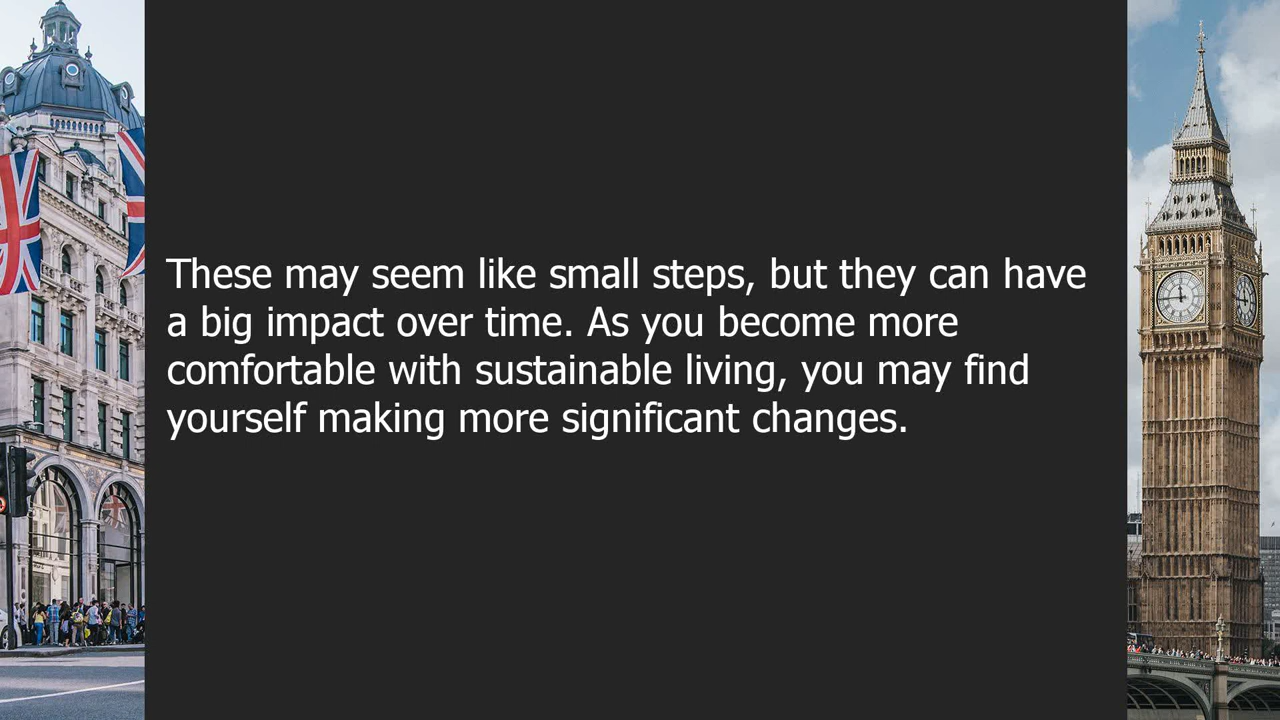 These may seem like small steps, but they can have
a big impact over time. As you become more
comfortable with sustainable living, you may find
yourself making more significant changes.